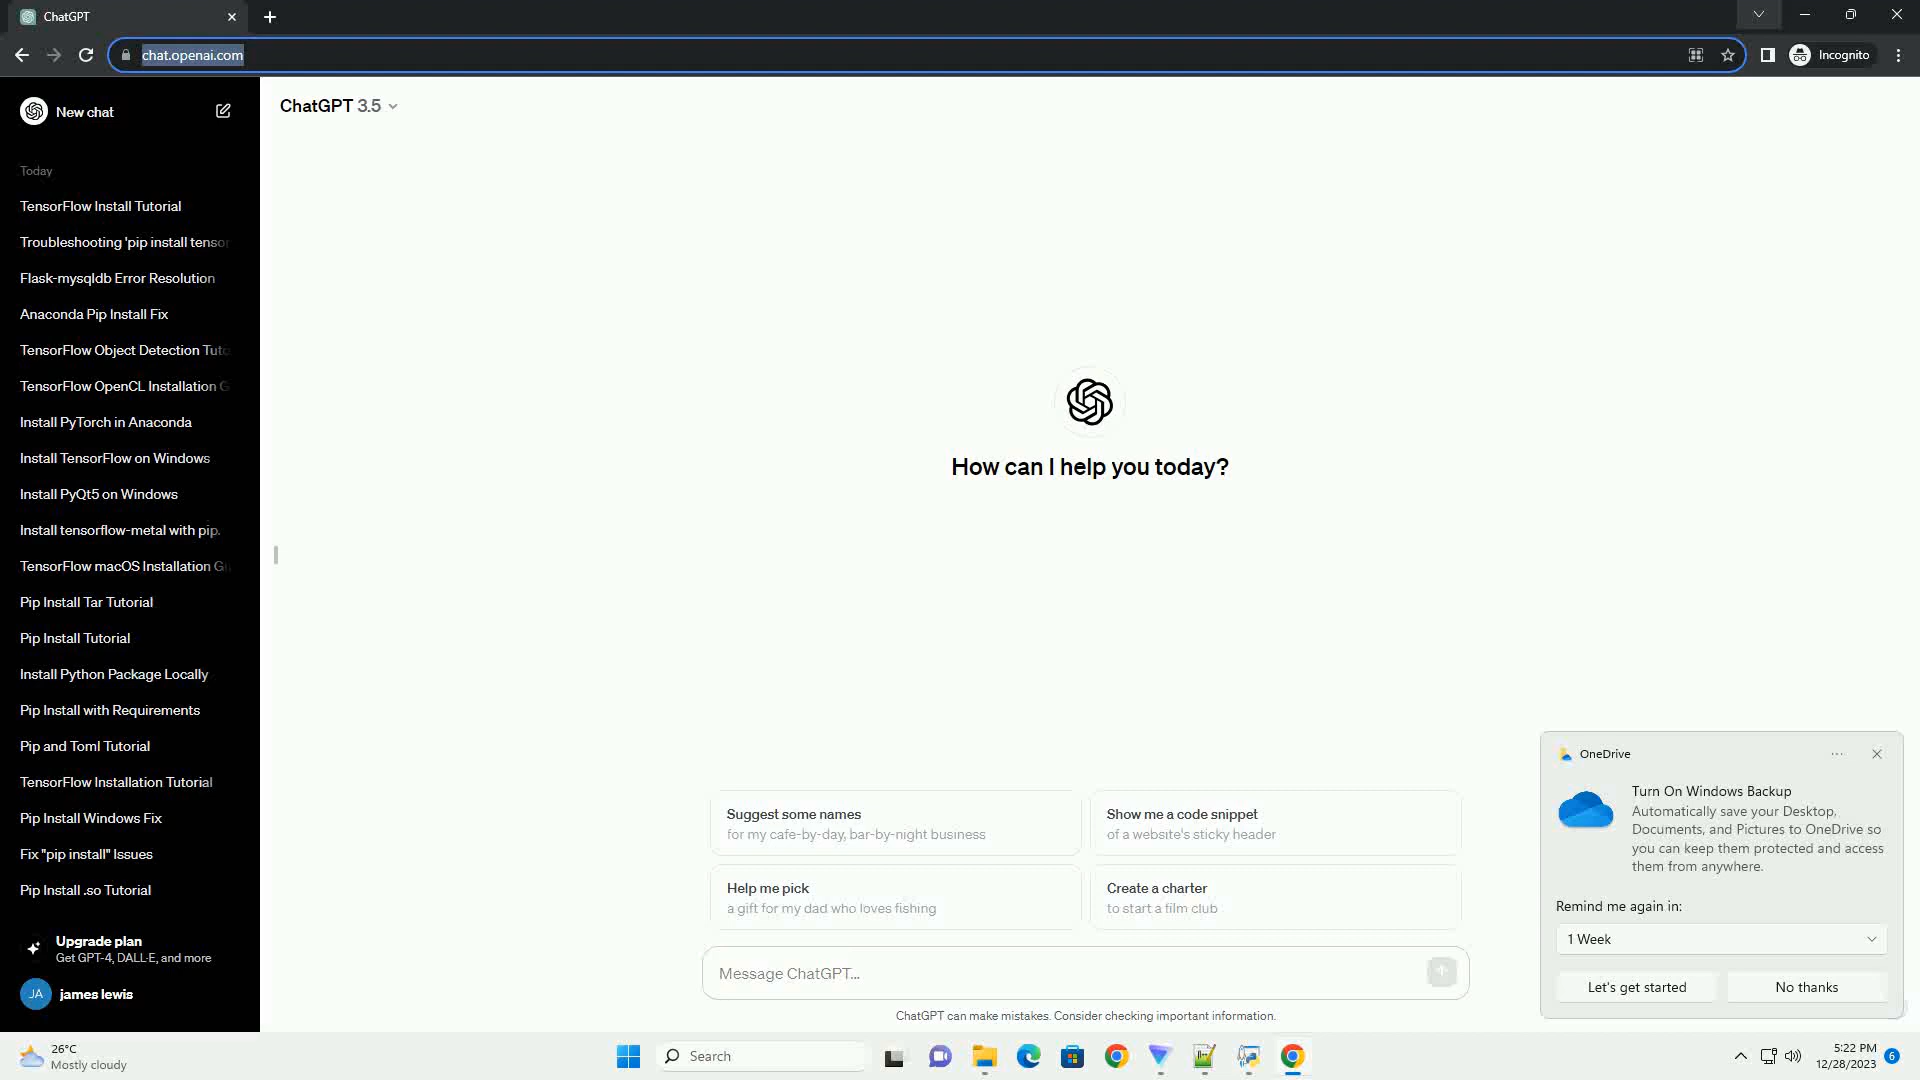 ChatGPT
chat.openai.com
Incognito
New chat
ChatGPT 3.5
Today
TensorFlow Install Tutorial
Troubleshooting 'pip install tensor
Flask-mysqldb Error Resolution
Anaconda Pip Install Fix
TensorFlow Object Detection Tuto
TensorFlow OpenCL Installation G
Install PyTorch in Anaconda
Install TensorFlow on Windows
Install PyQt5 on Windows
Install tensorflow-metal with pip.
TensorFlow macOS Installation Gu
Pip Install Tar Tutorial
Pip Install Tutorial
Install Python Package Locally
Pip Install with Requirements
Pip and Toml Tutorial
TensorFlow Installation Tutorial
Pip Install Windows Fix
Fix "pip install" Issues
Pip Install .so Tutorial
Upgrade plan
Get GPT-4, DALL·E, and more
JA
james lewis
How can I help you today?
Suggest some names
for my cafe-by-day, bar-by-night business
Show me a code snippet
of a website's sticky header
Help me pick
a gift for my dad who loves fishing
Create a charter
to start a film club
Message ChatGPT...
ChatGPT can make mistakes. Consider checking important information.
OneDrive
Turn On Windows Backup
Automatically save your Desktop,
Documents, and Pictures to OneDrive so
you can keep them protected and access
them from anywhere.
Remind me again in:
1 Week
Let's get started
No thanks
26°C
Mostly cloudy
Search
5:22 PM
12/28/2023
6